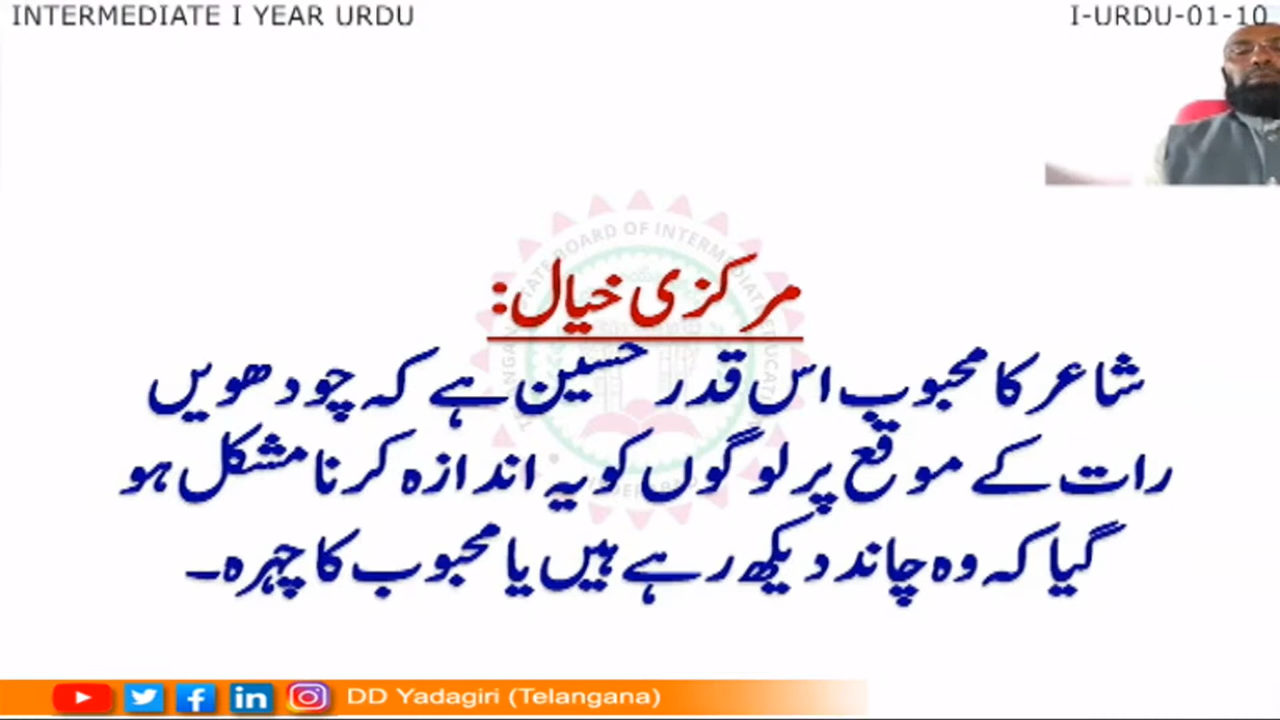 INTERMEDIATE I YEAR URDU
I-URDU-01-10
مرکزی خیال:
شاعر کا محبوب اس قدر حسین ہے کہ چودھویں
رات کے موقع پر لوگوں کو یہ اندازہ کرنا مشکل ہو
گیا کہ وہ چاند دیکھ رہے ہیں یا محبوب کا چہرہ۔
DD Yadagiri (Telangana)